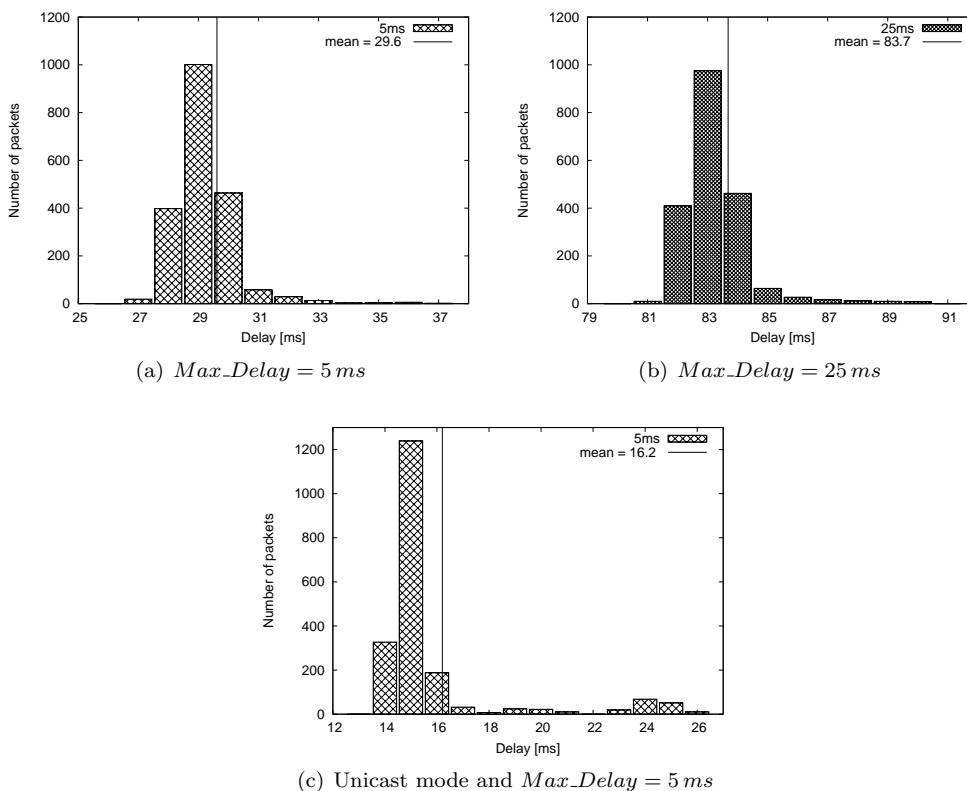 1200
1000
800
600
400
200
0
Number of packets
5ms
mean = 29.6
25 27 29 31 33 35 37
Delay [ms]
(a) Max_Delay = 5 ms
1200
1000
800
600
400
200
0
Number of packets
25ms
mean = 83.7
79 81 83 85 87 89 91
Delay [ms]
(b) Max_Delay = 25 ms
1200
1000
800
600
400
200
0
Number of packets
5ms
mean = 16.2
12 14 16 18 20 22 24 26
Delay [ms]
(c) Unicast mode and Max_Delay = 5 ms